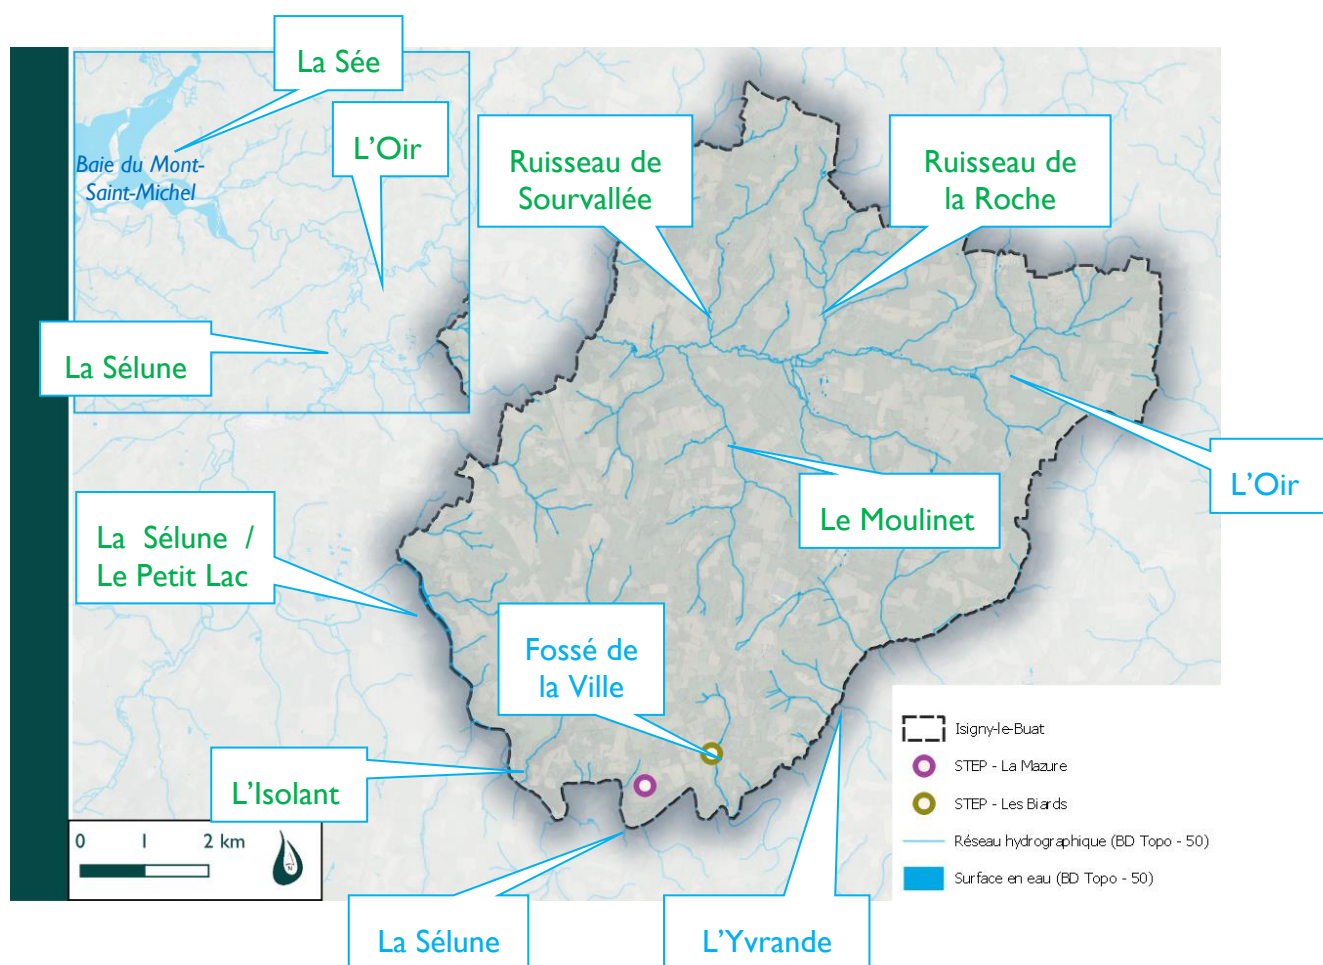 La Sée
L'Oir
Baie du Mont-
Saint-Michel
La Sélune
Ruisseau de
Sourvallée
Ruisseau de
la Roche
L'Oir
Le Moulinet
La Sélune /
Le Petit Lac
Fossé de
la Ville
L'Isolant
La Sélune
L'Yvrande
0 1 2 km
N
Isigny-le-Buat
STEP - La Mazure
STEP - Les Biards
Réseau hydrographique (BD Topo - 50)
Surface en eau (BD Topo - 50)